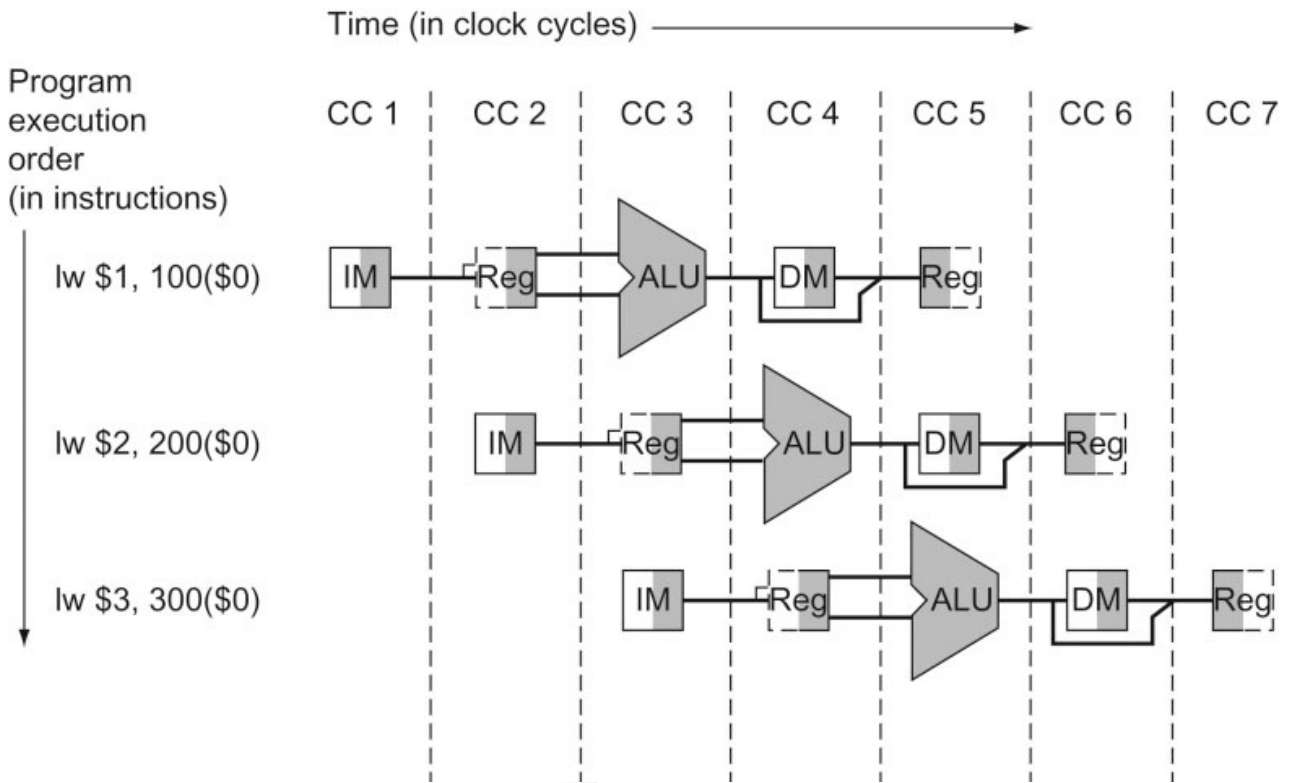 Time (in clock cycles)
Program
execution
order
(in instructions)
CC 1 CC 2 CC 3 CC 4 CC 5 CC 6 CC 7
lw $1, 100($0) IM Reg ALU DM Reg
lw $2, 200($0) IM Reg ALU DM Reg
lw $3, 300($0) IM Reg ALU DM Reg